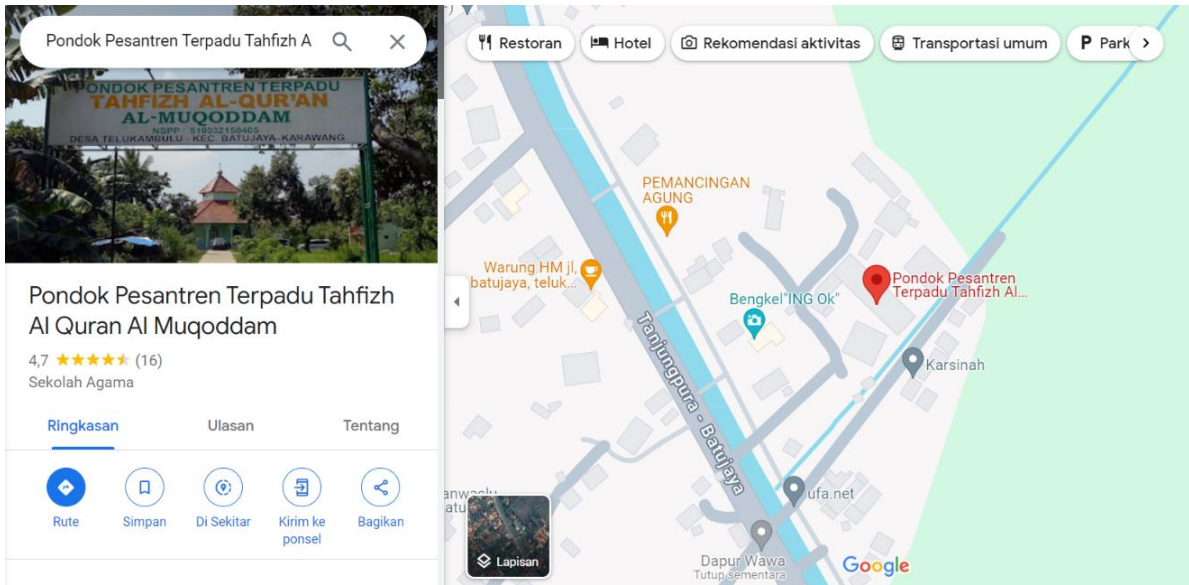 Pondok Pesantren Terpadu Tahfizh A
PONDOK PESANTREN TERPADU
TAHFIZH AL-QUR'AN
AL-MUQODDAM
NSPP : 510032150405
DESA TELUKAMBULU - KEC. BATUJAYA-KARAWANG
Pondok Pesantren Terpadu Tahfizh
Al Quran Al Muqoddam
4,7 (16)
Sekolah Agama
Ringkasan Ulasan Tentang
Rute
Simpan
Di Sekitar
Kirim ke
ponsel
Bagikan
Restoran
Hotel
Rekomendasi aktivitas
Transportasi umum
P Park
PEMANCINGAN
AGUNG
Warung HM jl,
batujaya, teluk...
Bengkel"ING Ok"
Pondok Pesantren
Terpadu Tahfizh Al...
Karsinah
Tanjungpura - Batujaya
ufa.net
Dapur Wawa
Tutup sementara
Lapisan
Google